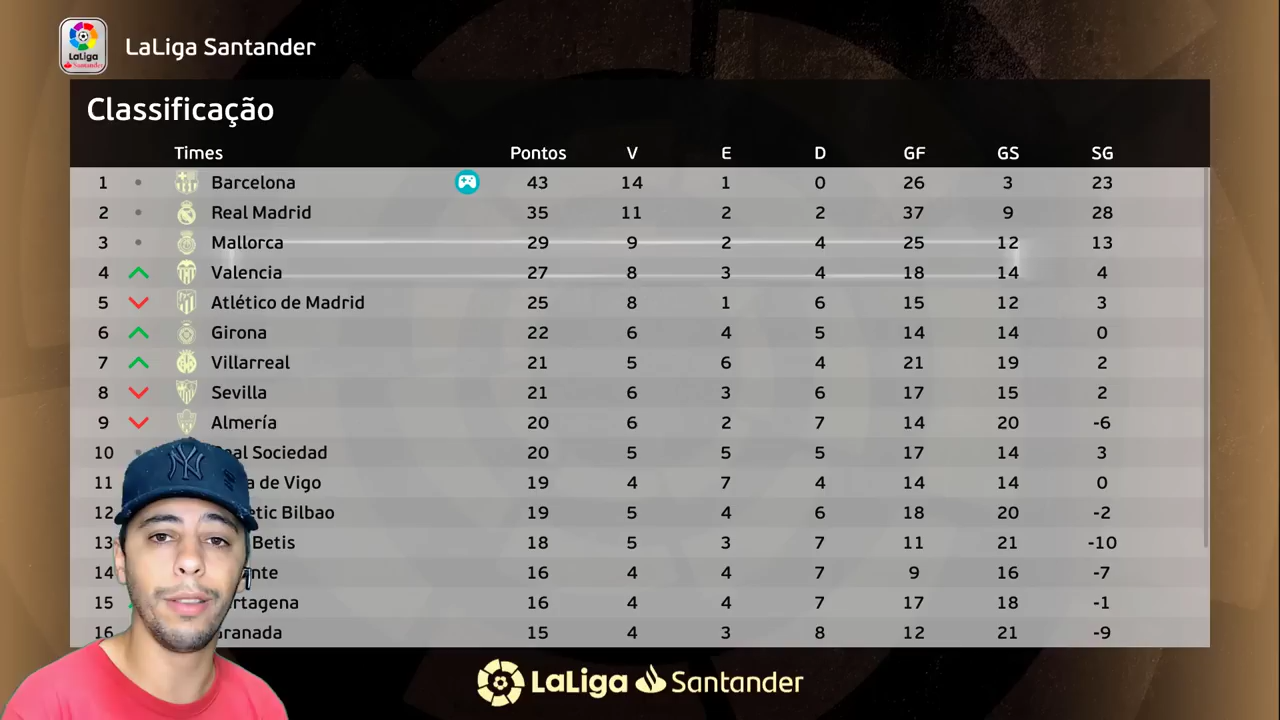 LaLiga Santander
LaLiga
Santander
Classificação
Times Pontos V E D GF GS SG
1 Barcelona 43 14 1 0 26 3 23
2 Real Madrid 35 11 2 2 37 9 28
3 Mallorca 29 9 2 4 25 12 13
4 Valencia 27 8 3 4 18 14 4
5 Atlético de Madrid 25 8 1 6 15 12 3
6 Girona 22 6 4 5 14 14 0
7 Villarreal 21 5 6 4 21 19 2
8 Sevilla 21 6 3 6 17 15 2
9 Almería 20 6 2 7 14 20 -6
10 Sociedad 20 5 5 5 17 14 3
11 de Vigo 19 4 7 4 14 14 0
12 Bilbao 19 5 4 6 18 20 -2
13 Betis 18 5 3 7 11 21 -10
14 16 4 4 7 9 16 -7
15 16 4 4 7 17 18 -1
16 Granada 15 4 3 8 12 21 -9
NY
LaLiga Santander